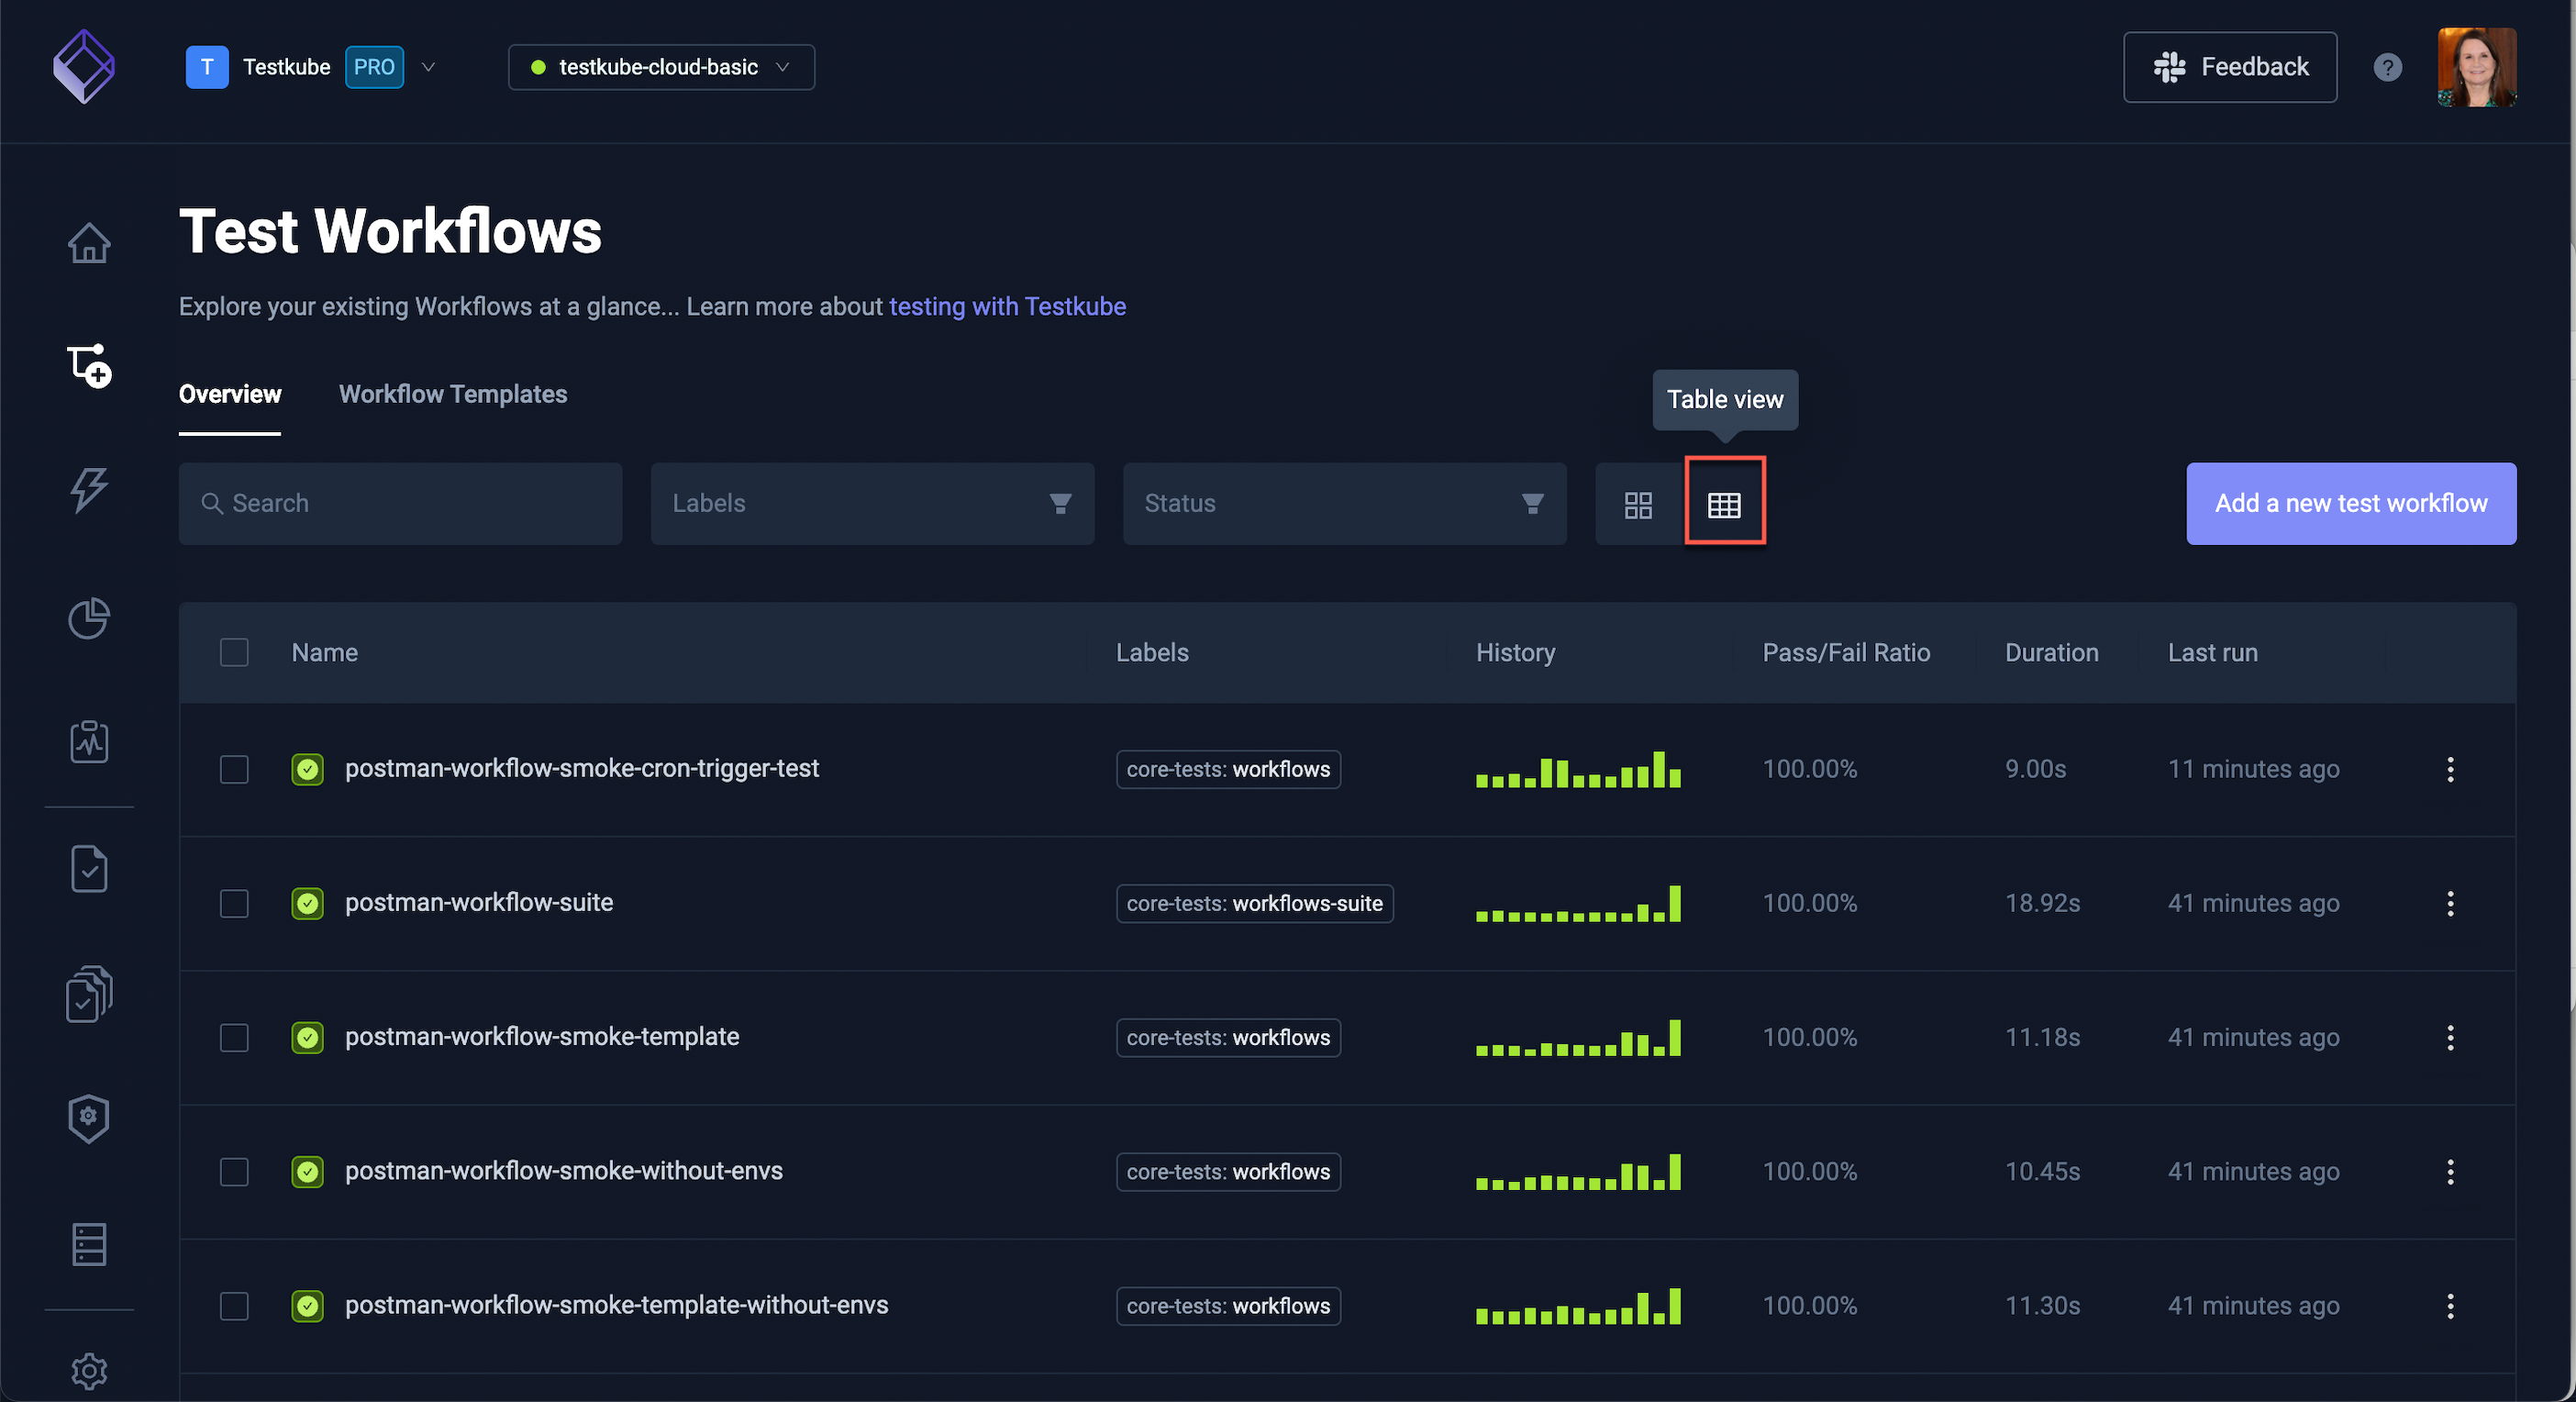 T Testkube PRO testkube-cloud-basic Feedback ?
Test Workflows
Explore your existing Workflows at a glance... Learn more about testing with Testkube
Overview Workflow Templates
Table view
Search Labels Status Add a new test workflow
Name Labels History Pass/Fail Ratio Duration Last run
postman-workflow-smoke-cron-trigger-test core-tests: workflows 100.00% 9.00s 11 minutes ago
postman-workflow-suite core-tests: workflows-suite 100.00% 18.92s 41 minutes ago
postman-workflow-smoke-template core-tests: workflows 100.00% 11.18s 41 minutes ago
postman-workflow-smoke-without-envs core-tests: workflows 100.00% 10.45s 41 minutes ago
postman-workflow-smoke-template-without-envs core-tests: workflows 100.00% 11.30s 41 minutes ago